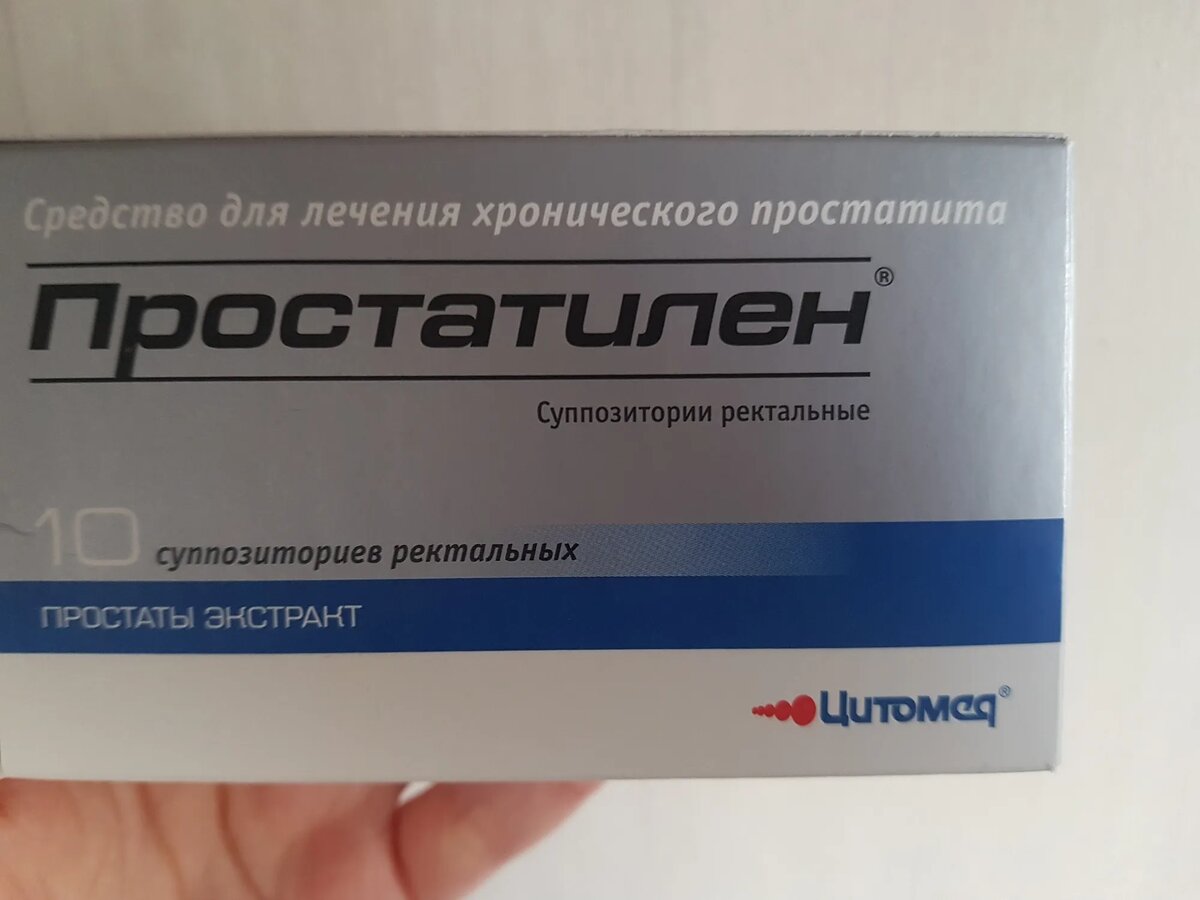 Средство для лечения хронического простатита
Простатилен®
Суппозитории ректальные
10 суппозиториев ректальных
ПРОСТАТЫ ЭКСТРАКТ
Цитомед®